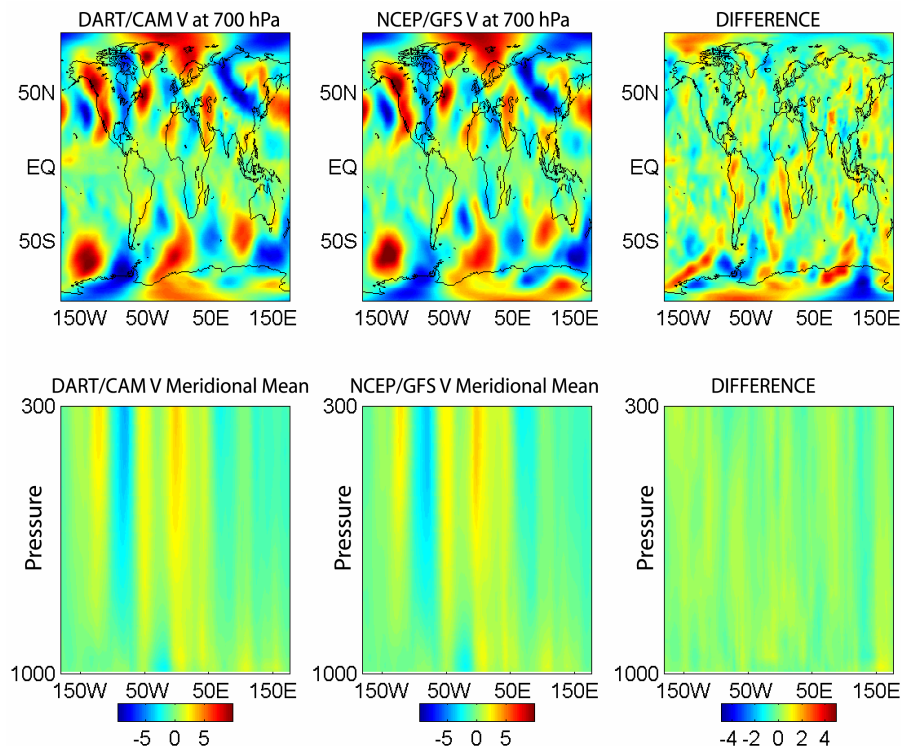 DART/CAM V at 700 hPa NCEP/GFS V at 700 hPa DIFFERENCE
50N 50N 50N
EQ EQ EQ
50S 50S 50S
150W 50W 50E 150E 150W 50W 50E 150E 150W 50W 50E 150E
DART/CAM V Meridional Mean NCEP/GFS V Meridional Mean DIFFERENCE
300 300 300
Pressure Pressure Pressure
1000 1000 1000
150W 50W 50E 150E 150W 50W 50E 150E 150W 50W 50E 150E
-5 0 5 -5 0 5 -4 -2 0 2 4